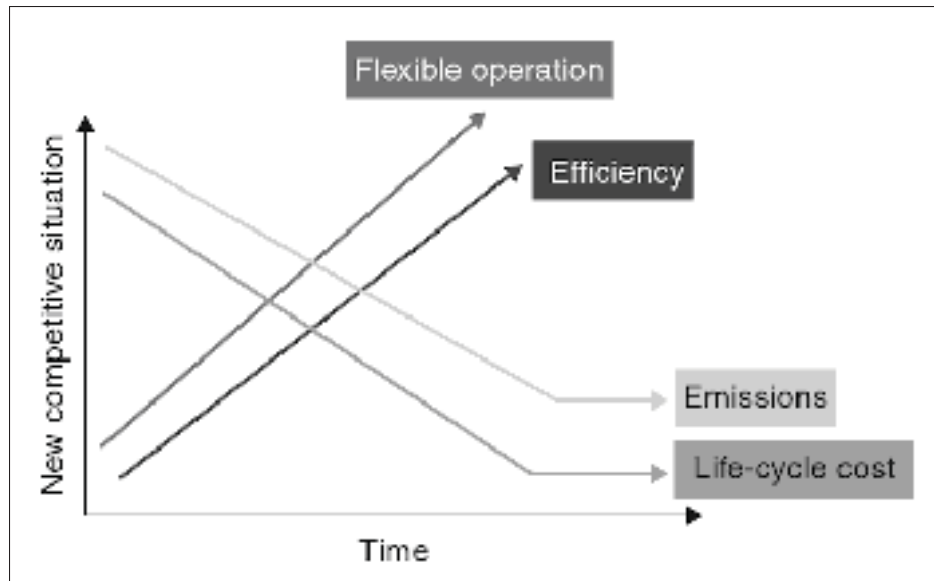 Flexible operation
Efficiency
New competitive situation
Emissions
Life-cycle cost
Time